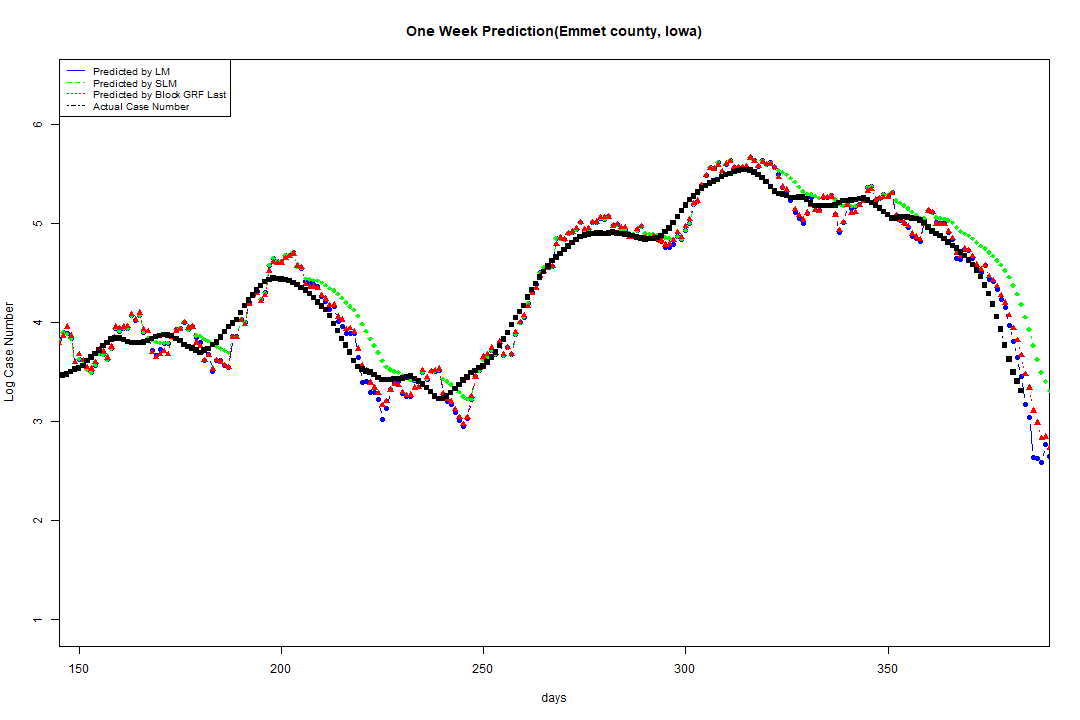 One Week Prediction(Emmet county, Iowa)
Predicted by LM
Predicted by SLM
Predicted by Block GRF Last
Actual Case Number
Log Case Number
6
5
4
3
2
1
150 200 250 300 350
days